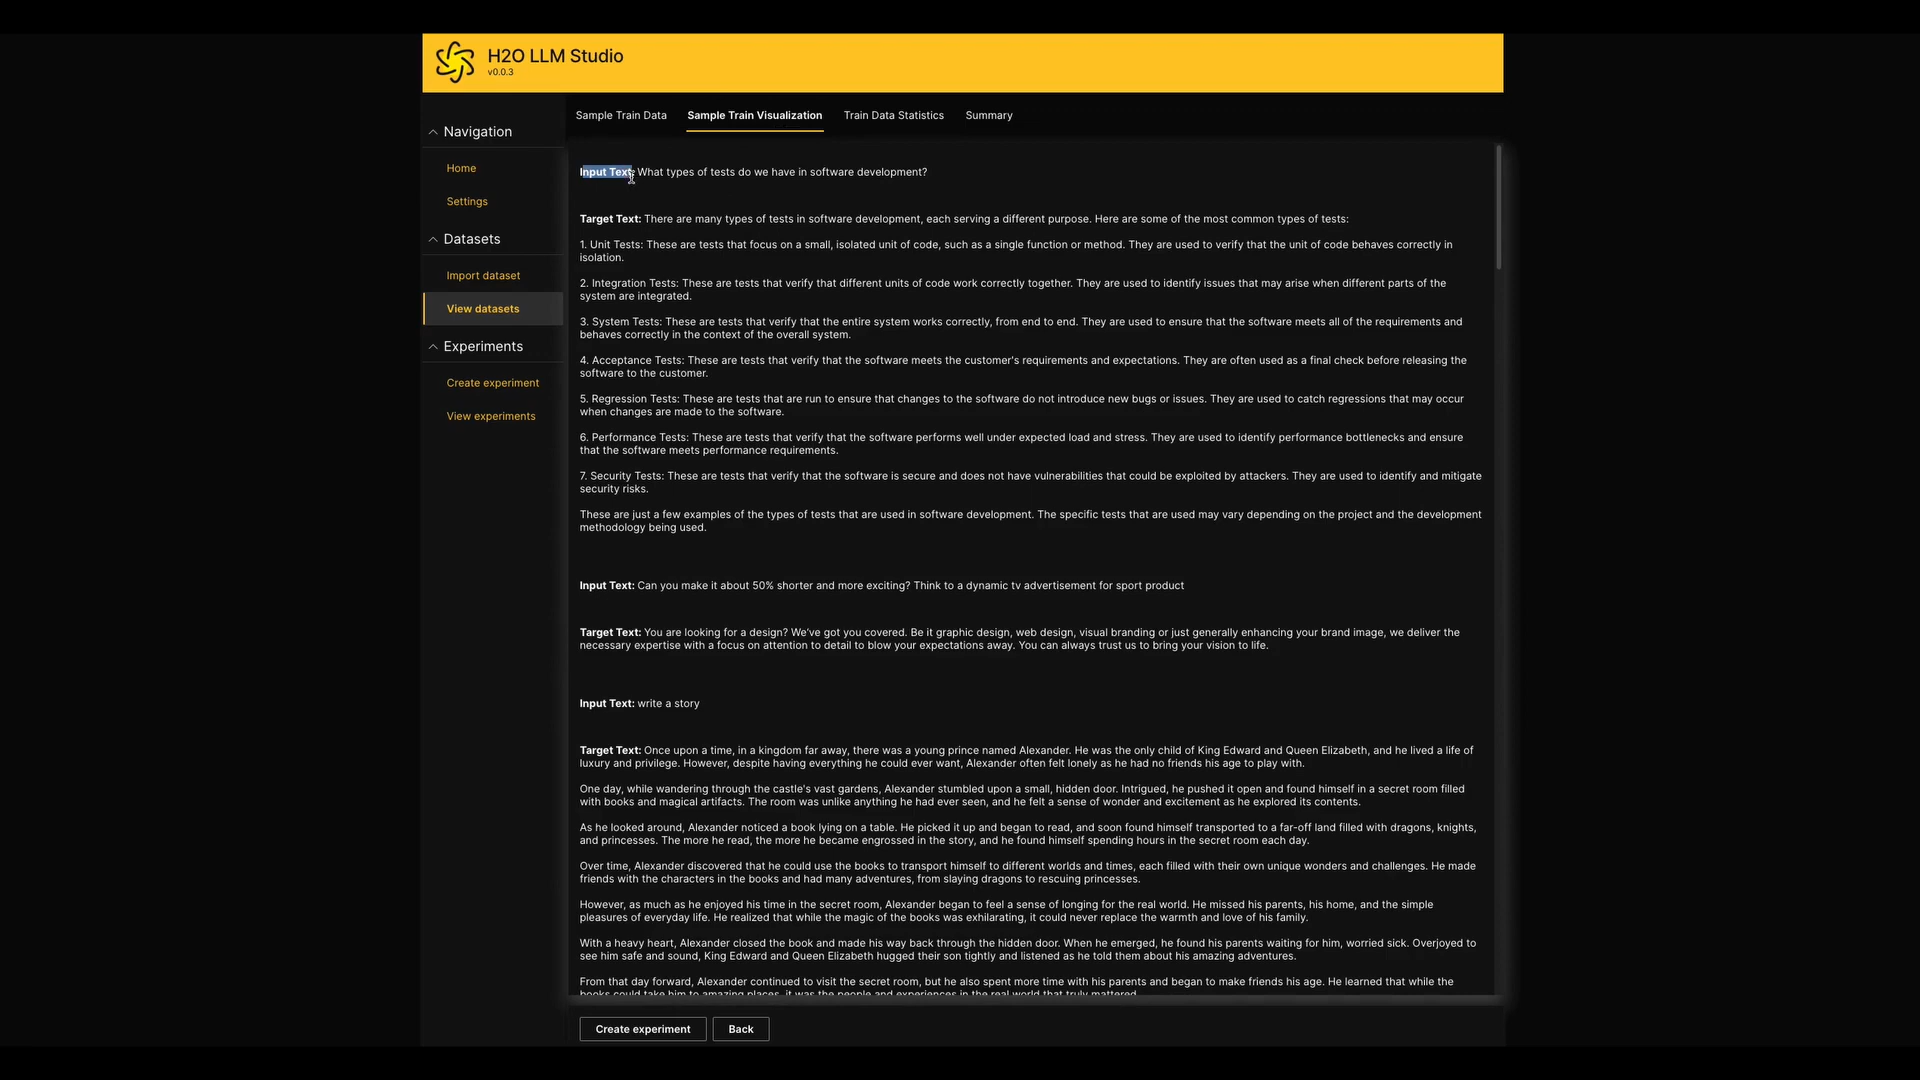 H2O LLM Studio
v0.0.3
Navigation
Home
Settings
Datasets
Import dataset
View datasets
Experiments
Create experiment
View experiments
Sample Train Data
Sample Train Visualization
Train Data Statistics
Summary
Input Text: What types of tests do we have in software development?
Target Text: There are many types of tests in software development, each serving a different purpose. Here are some of the most common types of tests:
1. Unit Tests: These are tests that focus on a small, isolated unit of code, such as a single function or method. They are used to verify that the unit of code behaves correctly in
isolation.
2. Integration Tests: These are tests that verify that different units of code work correctly together. They are used to identify issues that may arise when different parts of the
system are integrated.
3. System Tests: These are tests that verify that the entire system works correctly, from end to end. They are used to ensure that the software meets all of the requirements and
behaves correctly in the context of the overall system.
4. Acceptance Tests: These are tests that verify that the software meets the customer's requirements and expectations. They are often used as a final check before releasing the
software to the customer.
5. Regression Tests: These are tests that are run to ensure that changes to the software do not introduce new bugs or issues. They are used to catch regressions that may occur
when changes are made to the software.
6. Performance Tests: These are tests that verify that the software performs well under expected load and stress. They are used to identify performance bottlenecks and ensure
that the software meets performance requirements.
7. Security Tests: These are tests that verify that the software is secure and does not have vulnerabilities that could be exploited by attackers. They are used to identify and mitigate
security risks.
These are just a few examples of the types of tests that are used in software development. The specific tests that are used may vary depending on the project and the development
methodology being used.
Input Text: Can you make it about 50% shorter and more exciting? Think to a dynamic tv advertisement for sport product
Target Text: You are looking for a design? We've got you covered. Be it graphic design, web design, visual branding or just generally enhancing your brand image, we deliver the
necessary expertise with a focus on attention to detail to blow your expectations away. You can always trust us to bring your vision to life.
Input Text: write a story
Target Text: Once upon a time, in a kingdom far away, there was a young prince named Alexander. He was the only child of King Edward and Queen Elizabeth, and he lived a life of
luxury and privilege. However, despite having everything he could ever want, Alexander often felt lonely as he had no friends his age to play with.
One day, while wandering through the castle's vast gardens, Alexander stumbled upon a small, hidden door. Intrigued, he pushed it open and found himself in a secret room filled
with books and magical artifacts. The room was unlike anything he had ever seen, and he felt a sense of wonder and excitement as he explored its contents.
As he looked around, Alexander noticed a book lying on a table. He picked it up and began to read, and soon found himself transported to a far-off land filled with dragons, knights,
and princesses. The more he read, the more he became engrossed in the story, and he found himself spending hours in the secret room each day.
Over time, Alexander discovered that he could use the books to transport himself to different worlds and times, each filled with their own unique wonders and challenges. He made
friends with the characters in the books and had many adventures, from slaying dragons to rescuing princesses.
However, as much as he enjoyed his time in the secret room, Alexander began to feel a sense of longing for the real world. He missed his parents, his home, and the simple
pleasures of everyday life. He realized that while the magic of the books was exhilarating, it could never replace the warmth and love of his family.
With a heavy heart, Alexander closed the book and made his way back through the hidden door. When he emerged, he found his parents waiting for him, worried sick. Overjoyed to
see him safe and sound, King Edward and Queen Elizabeth hugged their son tightly and listened as he told them about his amazing adventures.
From that day forward, Alexander continued to visit the secret room, but he also spent more time with his parents and began to make friends his age. He learned that while the
books could take him to amazing places, it was the people and experiences in the real world that truly mattered.
Create experiment
Back